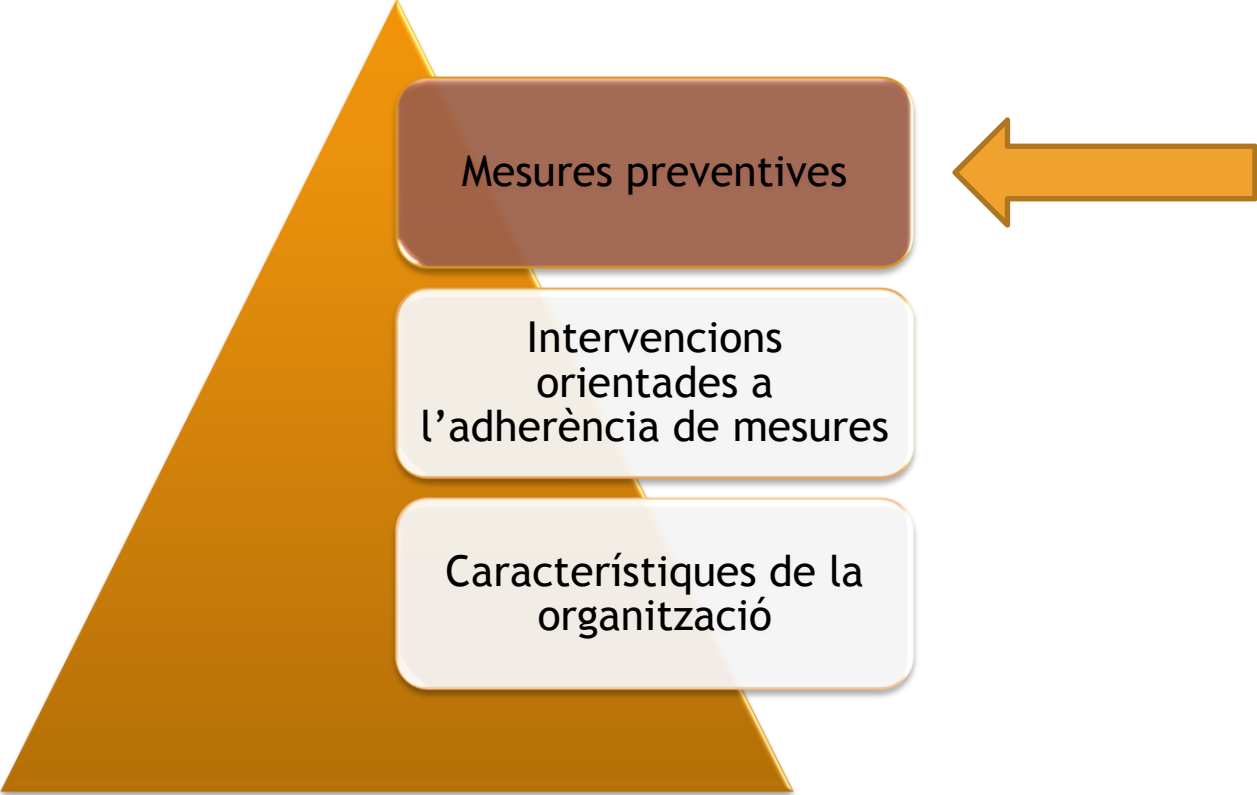 Mesures preventives
Intervencions
orientades a
l’adherència de mesures
Característiques de la
organització